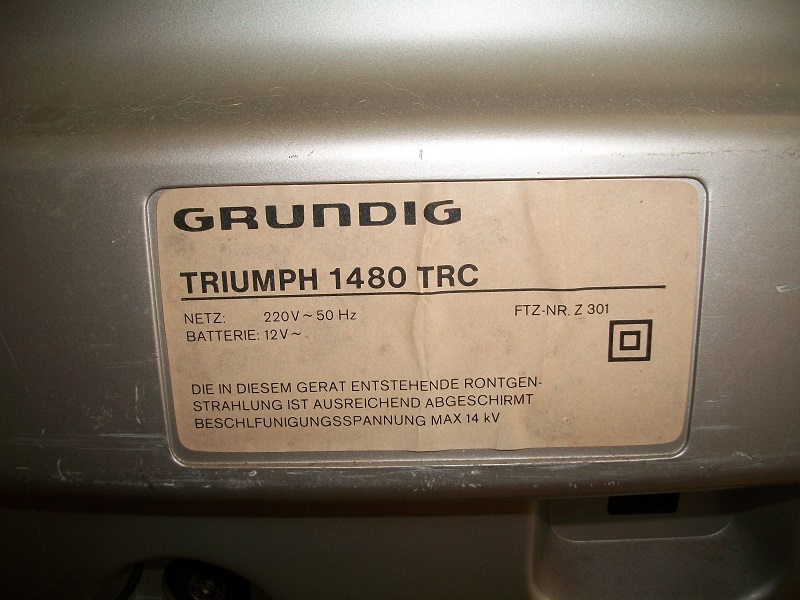 GRUNDIG
TRIUMPH 1480 TRC
NETZ: 220V ~ 50 Hz FTZ-NR. Z 301
BATTERIE: 12V ~
DIE IN DIESEM GERAT ENTSTEHENDE RONTGEN-
STRAHLUNG IST AUSREICHEND ABGESCHIRMT
BESCHLFUNIGUNGSSPANNUNG MAX 14 kV